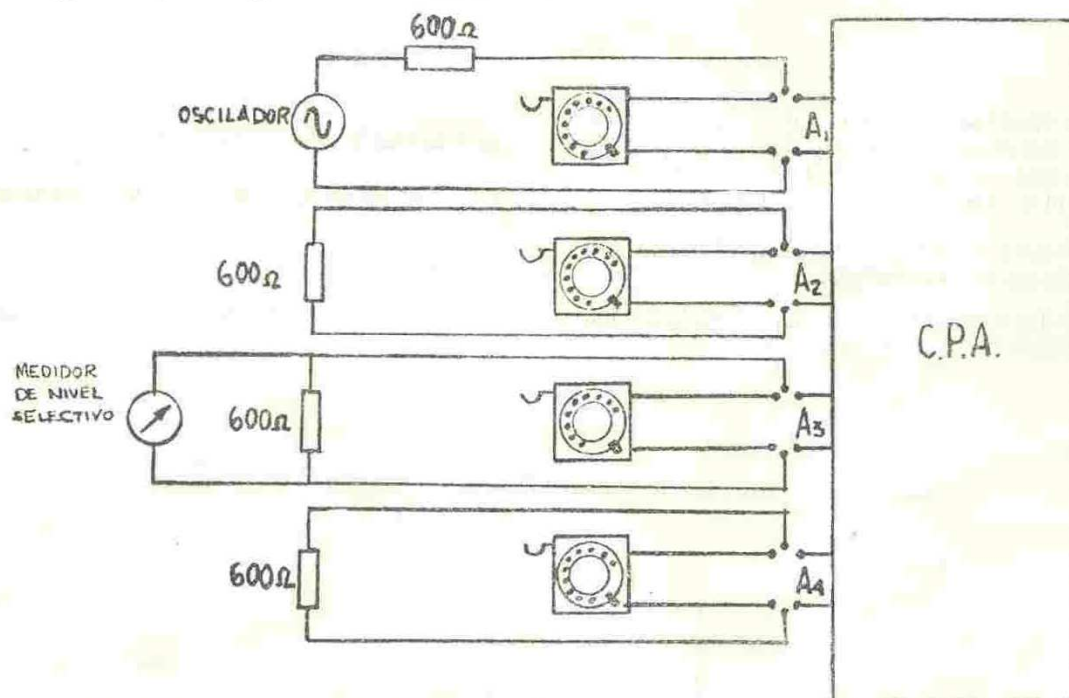 600Ω
OSCILADOR
A1
600Ω
A2
C.P.A.
MEDIDOR
DE NIVEL
SELECTIVO
600Ω
A3
600Ω
A4